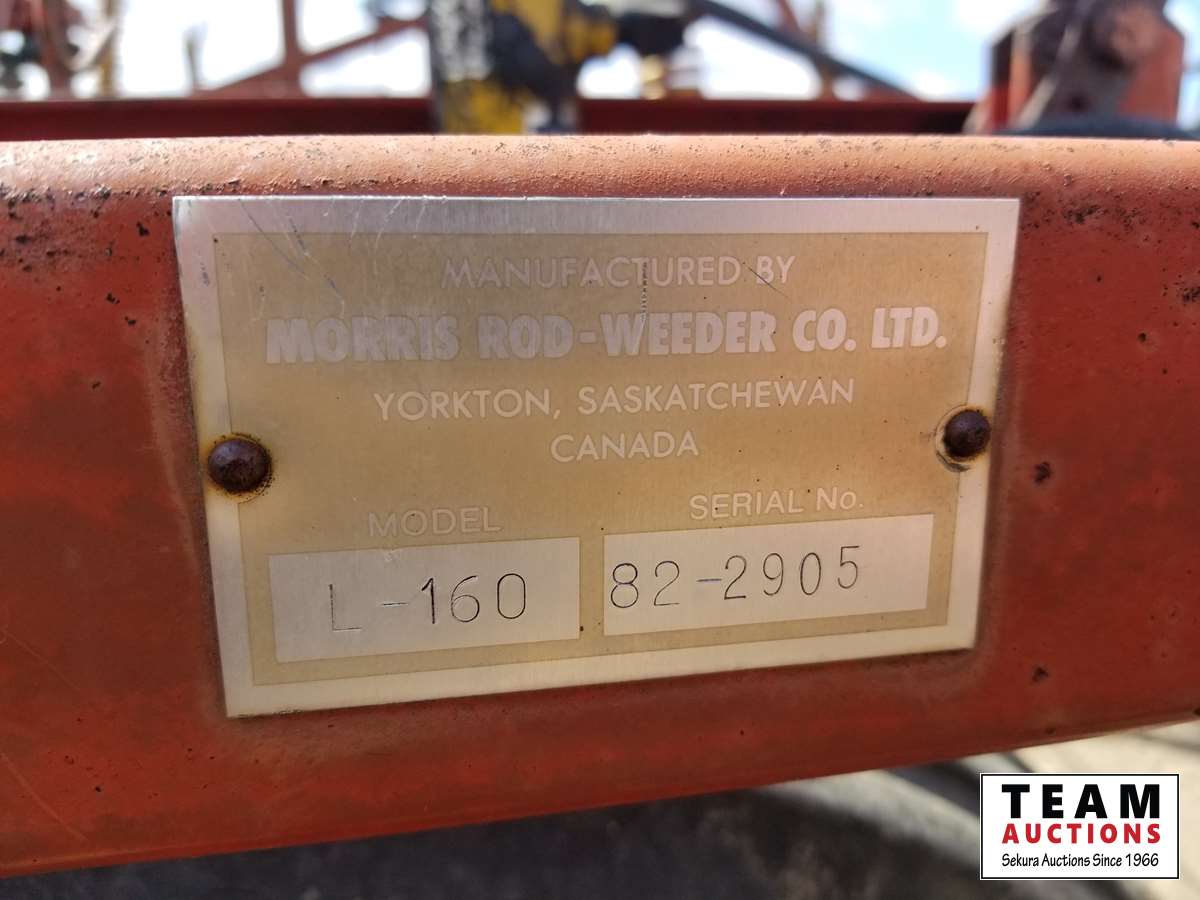 MANUFACTURED BY
MORRIS ROD-WEEDER CO. LTD.
YORKTON, SASKATCHEWAN
CANADA
MODEL SERIAL No.
L-160 82-2905
TEAM
AUCTIONS
Sekura Auctions Since 1966